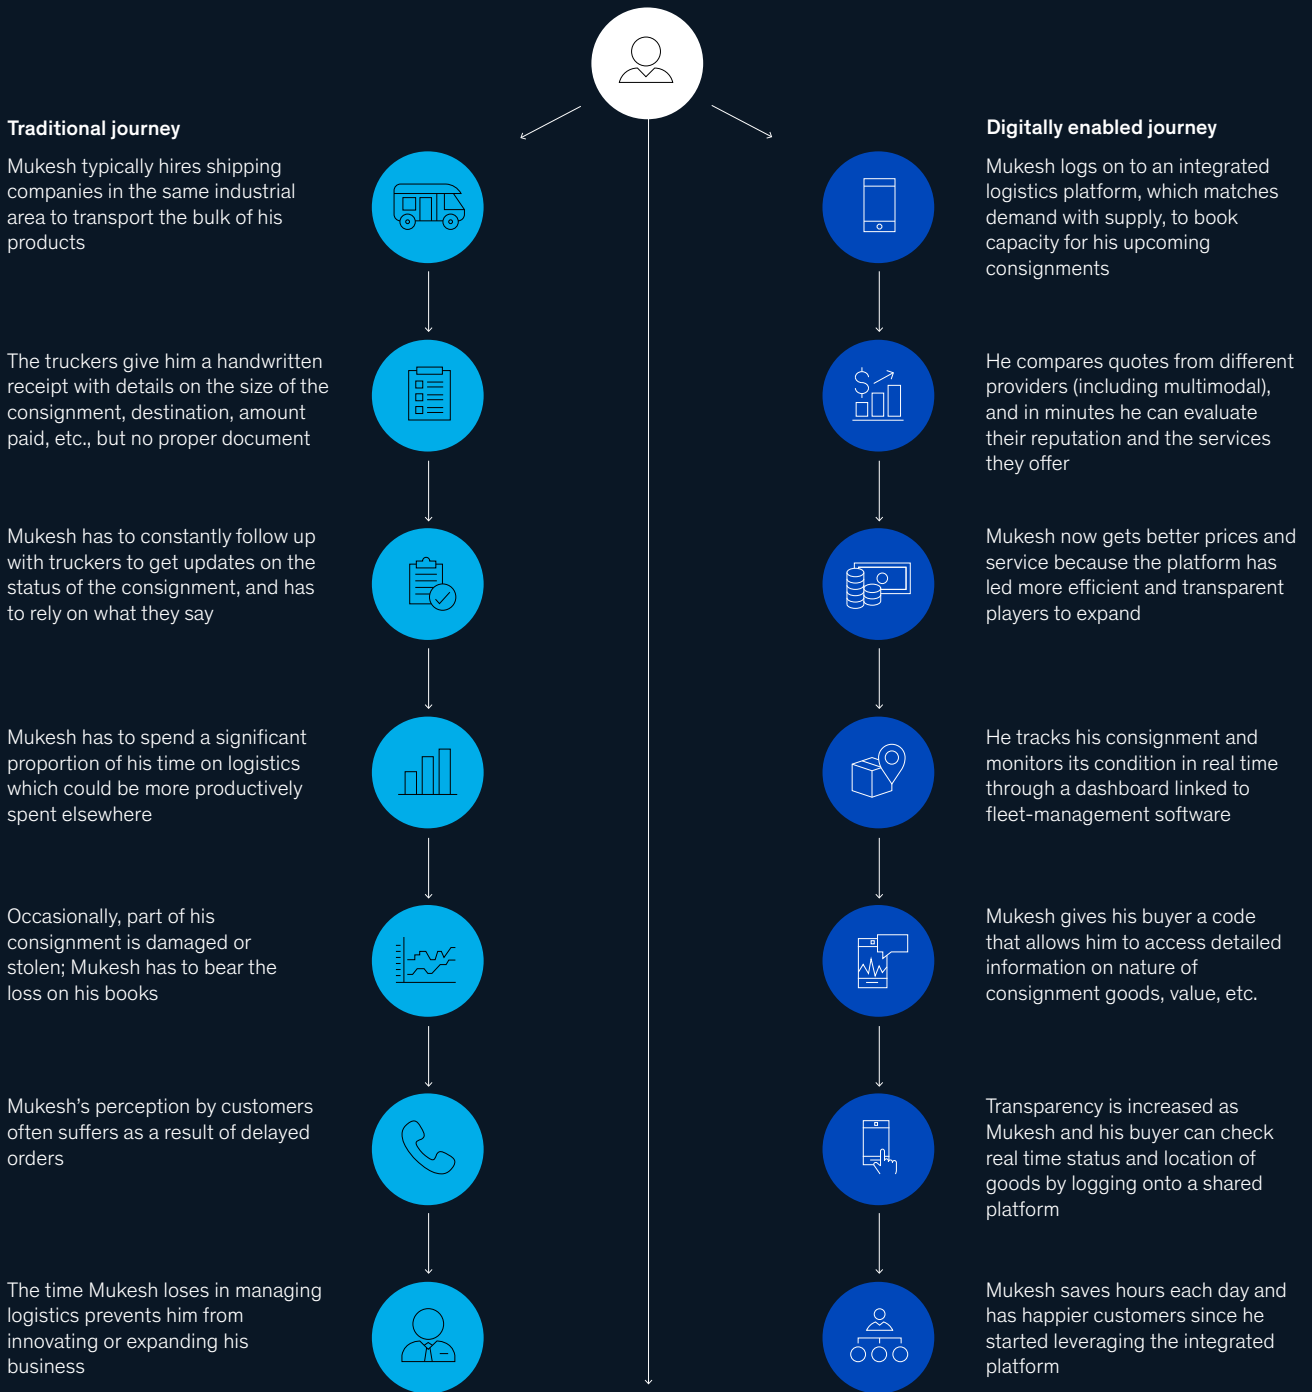 Traditional journey
Mukesh typically hires shipping
companies in the same industrial
area to transport the bulk of his
products
The truckers give him a handwritten
receipt with details on the size of the
consignment, destination, amount
paid, etc., but no proper document
Mukesh has to constantly follow up
with truckers to get updates on the
status of the consignment, and has
to rely on what they say
Mukesh has to spend a significant
proportion of his time on logistics
which could be more productively
spent elsewhere
Occasionally, part of his
consignment is damaged or
stolen; Mukesh has to bear the
loss on his books
Mukesh’s perception by customers
often suffers as a result of delayed
orders
The time Mukesh loses in managing
logistics prevents him from
innovating or expanding his
business
Digitally enabled journey
Mukesh logs on to an integrated
logistics platform, which matches
demand with supply, to book
capacity for his upcoming
consignments
He compares quotes from different
providers (including multimodal),
and in minutes he can evaluate
their reputation and the services
they offer
Mukesh now gets better prices and
service because the platform has
led more efficient and transparent
players to expand
He tracks his consignment and
monitors its condition in real time
through a dashboard linked to
fleet-management software
Mukesh gives his buyer a code
that allows him to access detailed
information on nature of
consignment goods, value, etc.
Transparency is increased as
Mukesh and his buyer can check
real time status and location of
goods by logging onto a shared
platform
Mukesh saves hours each day and
has happier customers since he
started leveraging the integrated
platform